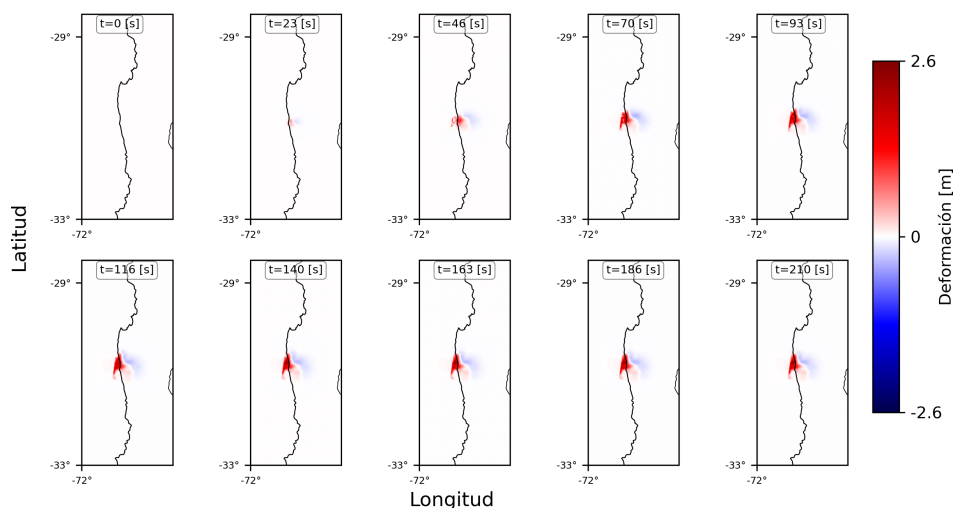 t=0 [s]
t=23 [s]
t=46 [s]
t=70 [s]
t=93 [s]
-29°
-29°
-29°
-29°
-29°
-33°
-33°
-33°
-33°
-33°
-72°
-72°
-72°
-72°
-72°
t=116 [s]
t=140 [s]
t=163 [s]
t=186 [s]
t=210 [s]
-29°
-29°
-29°
-29°
-29°
-33°
-33°
-33°
-33°
-33°
-72°
-72°
-72°
-72°
-72°
Latitud
Longitud
2.6
0
-2.6
Deformación [m]